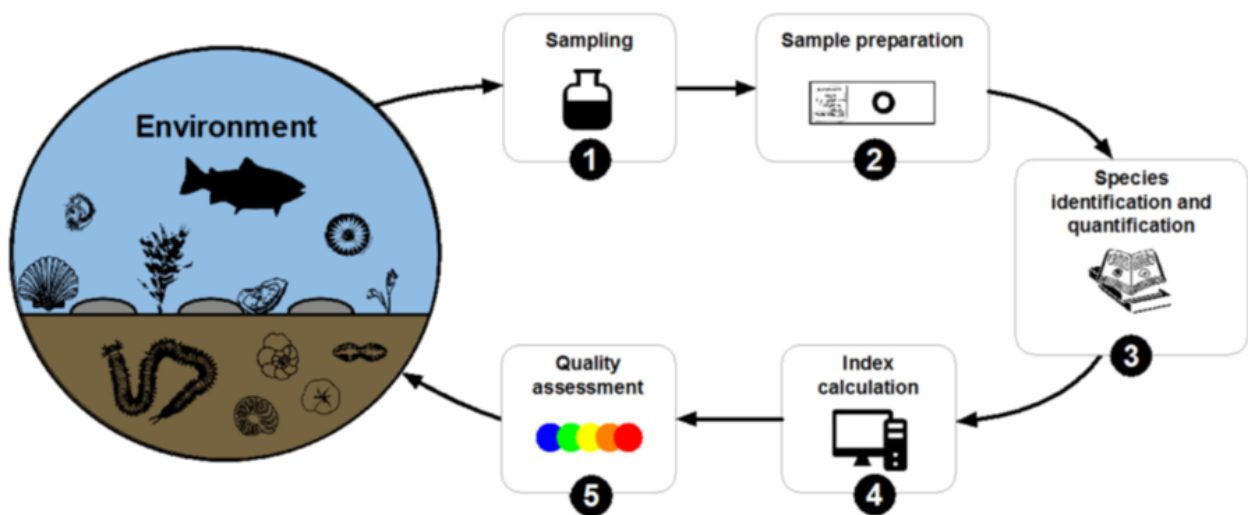 Environment
Sampling
1
Sample preparation
2
Species
identification and
quantification
3
Index
calculation
4
Quality
assessment
5